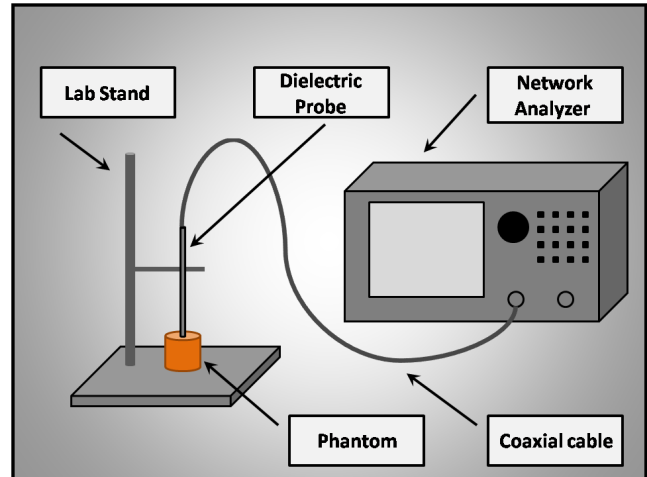 Lab Stand
Dielectric
Probe
Network
Analyzer
Phantom
Coaxial cable